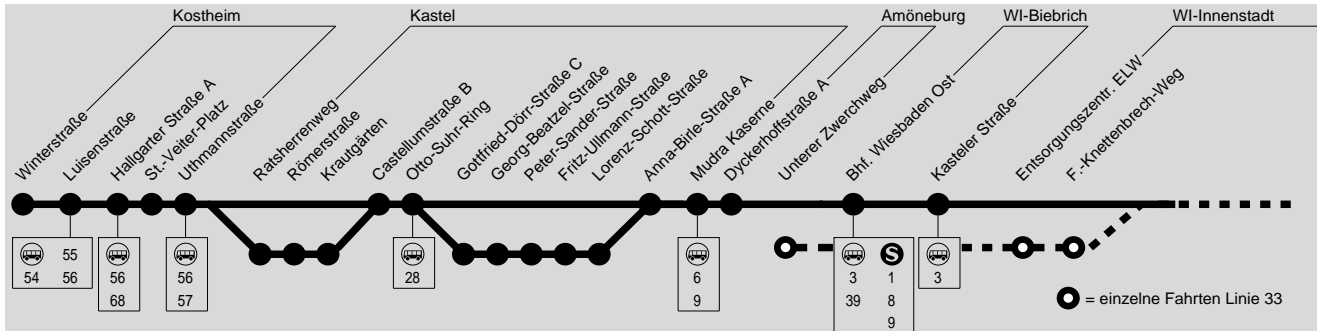 Kostheim
Kastel
Amöneburg
WI-Biebrich
WI-Innenstadt
Winterstraße
Luisenstraße
Hallgarter Straße A
St.-Veiter-Platz
Uthmannstraße
Ratsherrenweg
Römerstraße
Krautgärten
Castellumstraße B
Otto-Suhr-Ring
Gottfried-Dörr-Straße C
Georg-Beatzel-Straße
Peter-Sander-Straße
Fritz-Ullmann-Straße
Lorenz-Schott-Straße
Anna-Birle-Straße A
Mudra Kaserne
Dyckerhoffstraße A
Unterer Zwerchweg
Bhf. Wiesbaden Ost
Kasteler Straße
Entsorgungszentr. ELW
F.-Knettenbrech-Weg
55
54 56
56
68
56
57
28
6
9
S
3 1
39 8
9
3
= einzelne Fahrten Linie 33